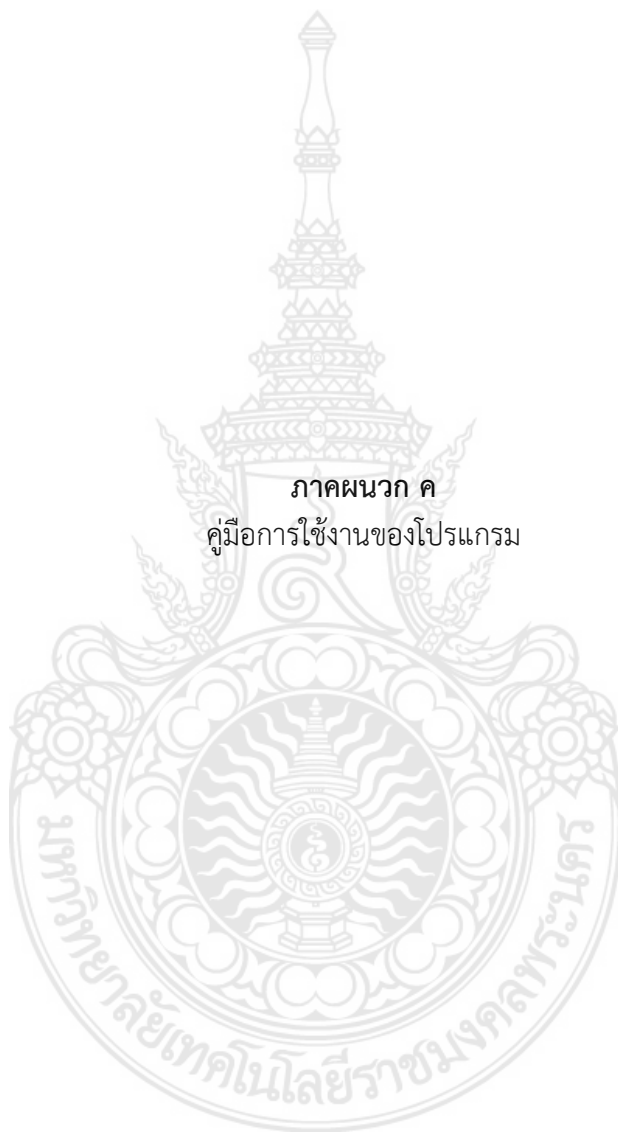 ภาคผนวก ค
คู่มือการใช้งานของโปรแกรม
มหาวิทยาลัยเทคโนโลยีราชมงคลพระนคร